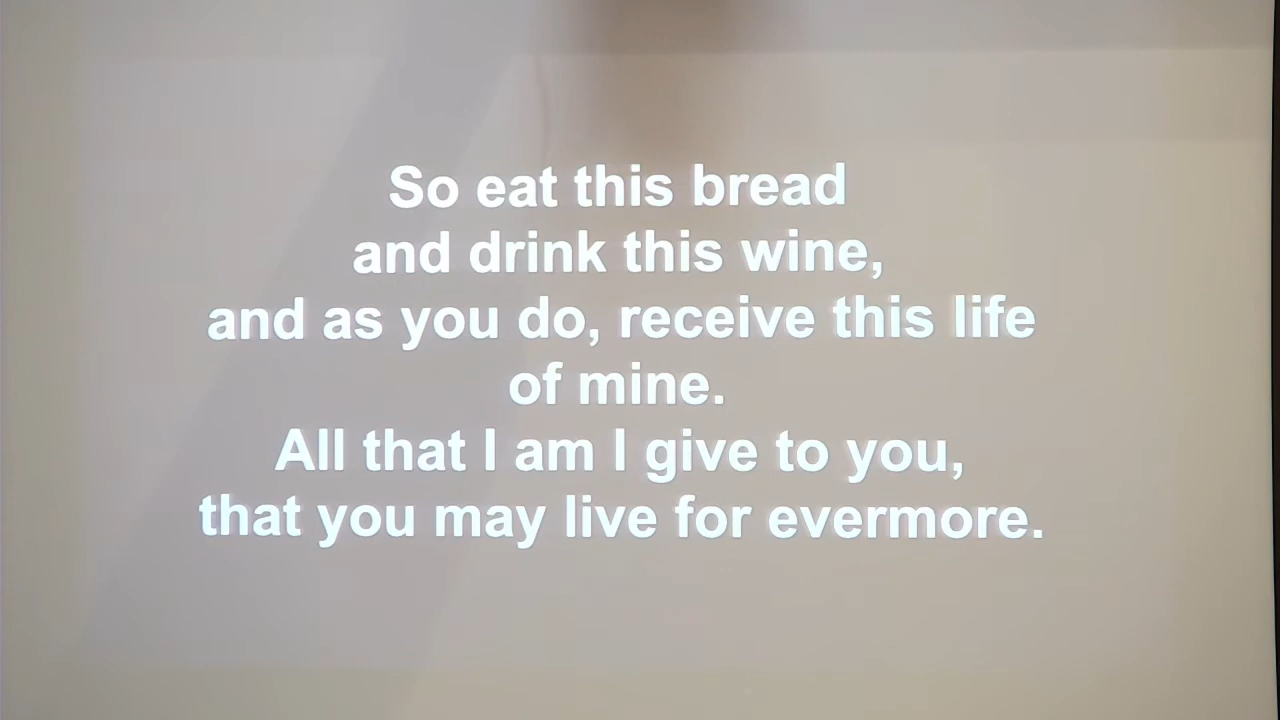 So eat this bread
and drink this wine,
and as you do, receive this life
of mine.
All that I am I give to you,
that you may live for evermore.